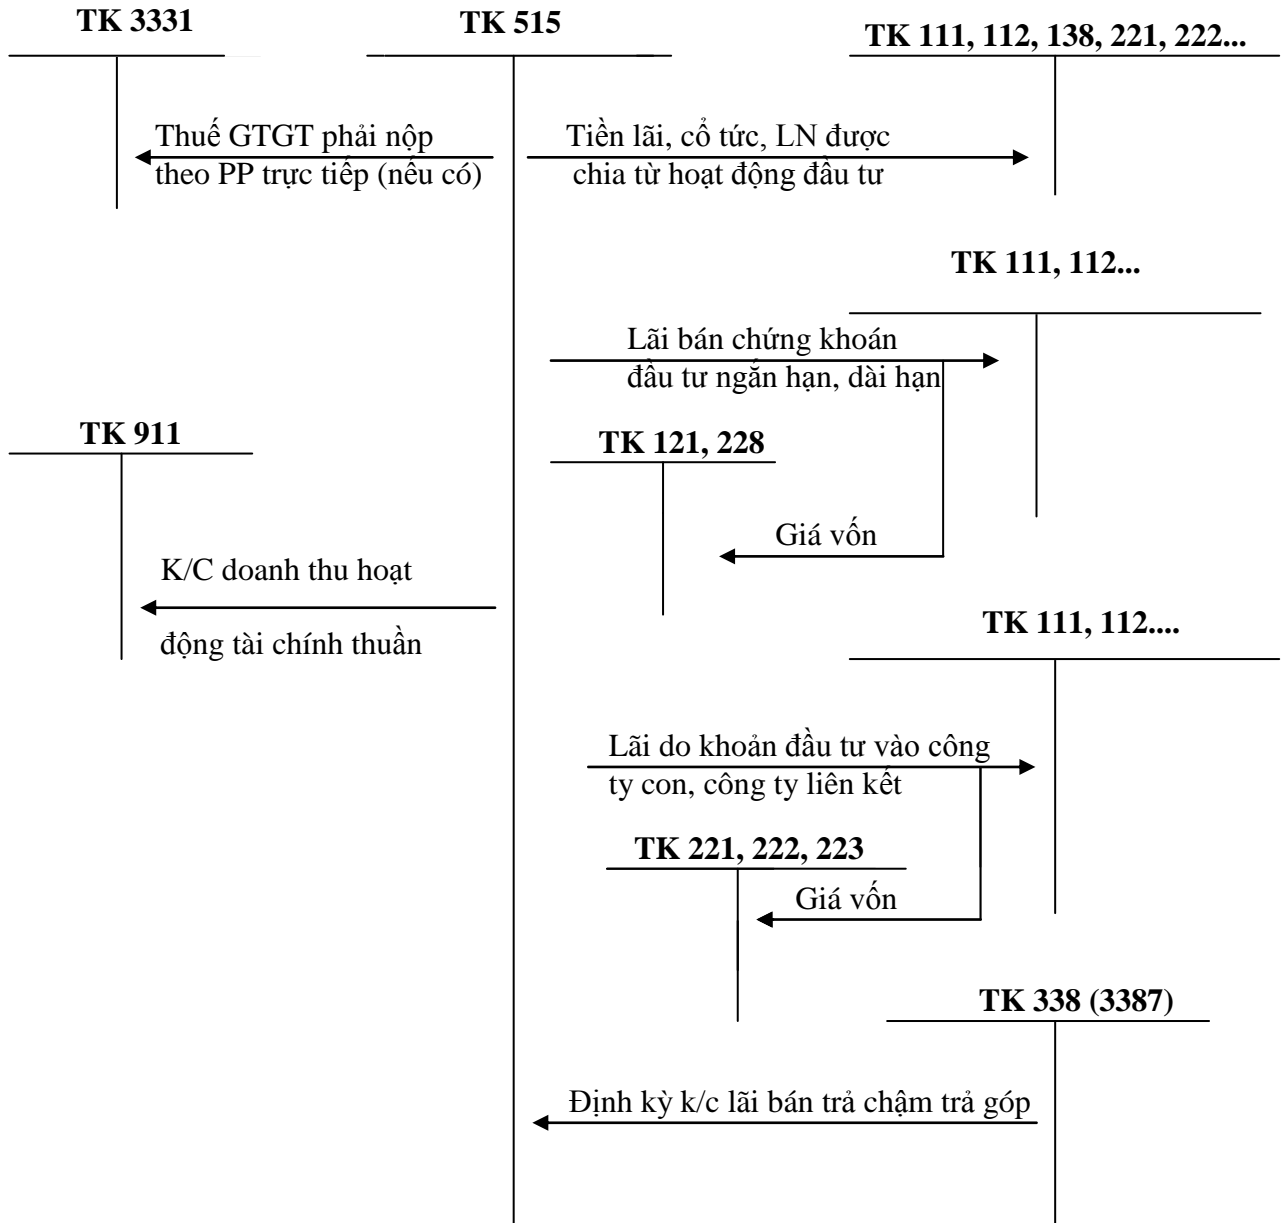 TK 3331
TK 515
TK 111, 112, 138, 221, 222...
Thuế GTGT phải nộp
theo PP trực tiếp (nếu có)
Tiền lãi, cổ tức, LN được
chia từ hoạt động đầu tư
TK 111, 112...
Lãi bán chứng khoán
đầu tư ngắn hạn, dài hạn
TK 911
TK 121, 228
Giá vốn
K/C doanh thu hoạt
động tài chính thuần
TK 111, 112....
Lãi do khoản đầu tư vào công
ty con, công ty liên kết
TK 221, 222, 223
Giá vốn
TK 338 (3387)
Định kỳ k/c lãi bán trả chậm trả góp